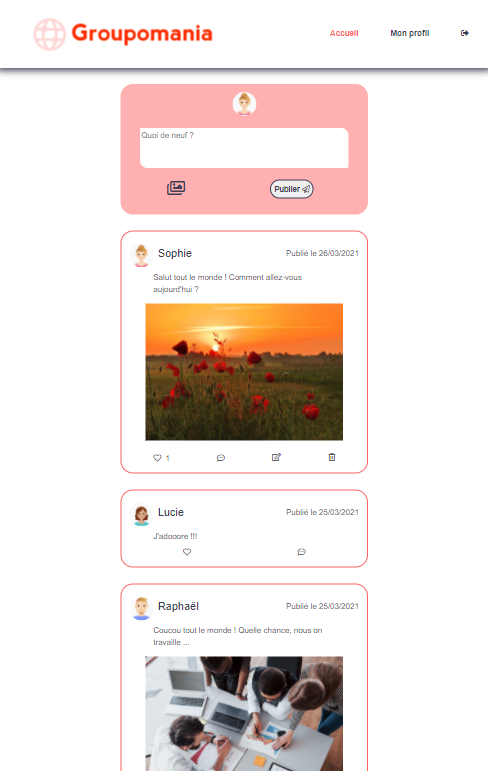 Groupomania
Accueil
Mon profil
Quoi de neuf ?
Publier
Sophie
Publié le 26/03/2021
Salut tout le monde ! Comment allez-vous
aujourd'hui ?
1
Lucie
Publié le 25/03/2021
J'adooore !!!
Raphaël
Publié le 25/03/2021
Coucou tout le monde ! Quelle chance, nous on
travaille ...